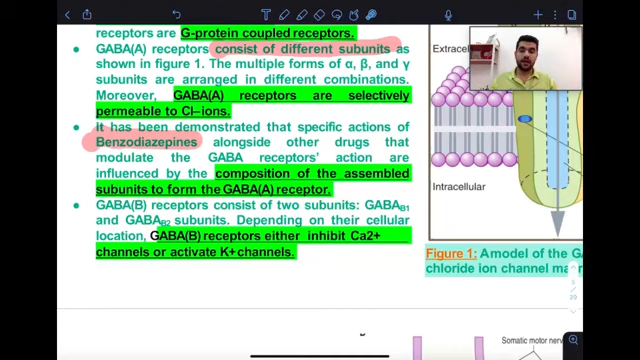 receptors are G-protein coupled receptors.
• GABA(A) receptors consist of different subunits as
shown in figure 1. The multiple forms of α, β, and γ
subunits are arranged in different combinations.
Moreover, GABA(A) receptors are selectively
permeable to Cl– ions.
• It has been demonstrated that specific actions of
Benzodiazepines alongside other drugs that
modulate the GABA receptors' action are
influenced by the composition of the assembled
subunits to form the GABA(A) receptor.
• GABA(B) receptors consist of two subunits: GABAB1
and GABAB2 subunits. Depending on their cellular
location, GABA(B) receptors either inhibit Ca2+
channels or activate K+ channels.
Extracel
Intracellular
Figure 1: A model of the GA
chloride ion channel ma
Somatic motor nerv